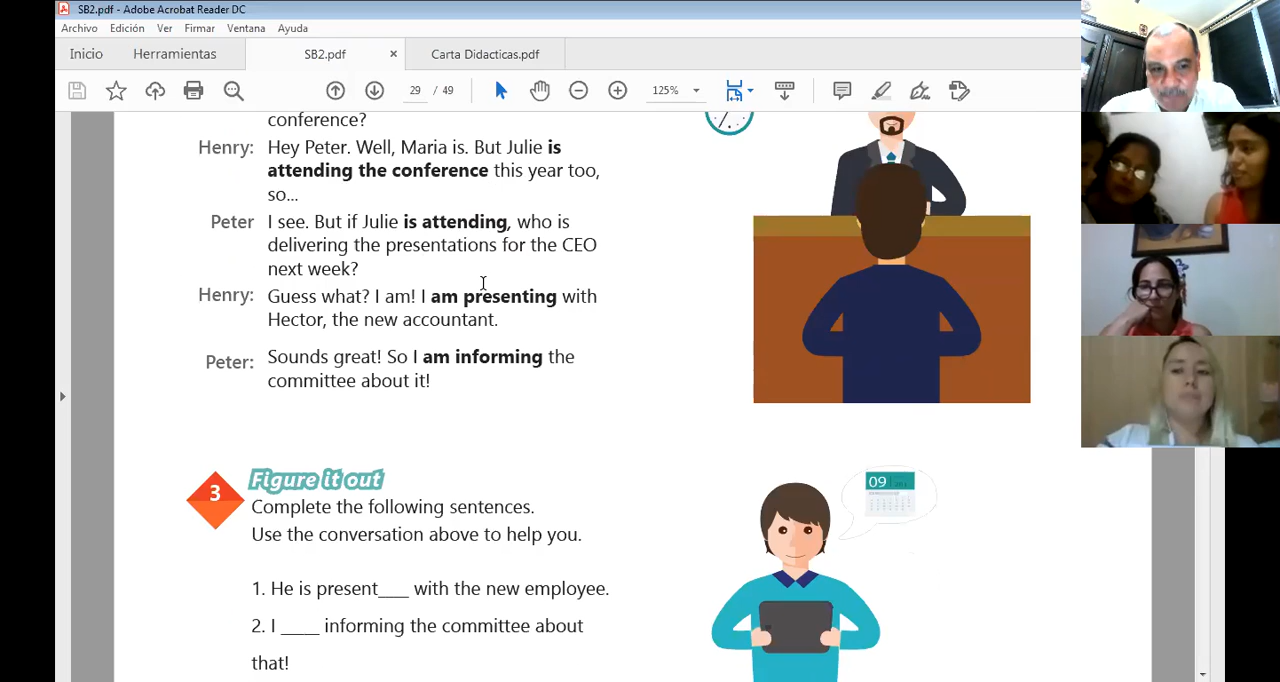 SB2.pdf - Adobe Acrobat Reader DC
Archivo Edición Ver Firmar Ventana Ayuda
Inicio Herramientas SB2.pdf × Carta Didacticas.pdf
29 / 49 125%
conference?
Henry: Hey Peter. Well, Maria is. But Julie is
attending the conference this year too,
so...
Peter I see. But if Julie is attending, who is
delivering the presentations for the CEO
next week?
Henry: Guess what? I am! I am presenting with
Hector, the new accountant.
Peter: Sounds great! So I am informing the
committee about it!
3 Figure it out
Complete the following sentences.
Use the conversation above to help you.
09
1. He is present___ with the new employee.
2. I ____ informing the committee about
that!